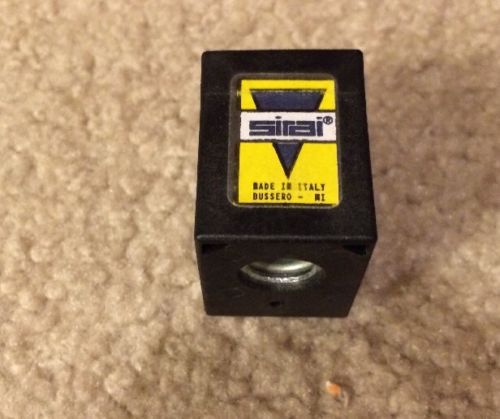 sirai®
MADE IN ITALY
BUSSERO - MI